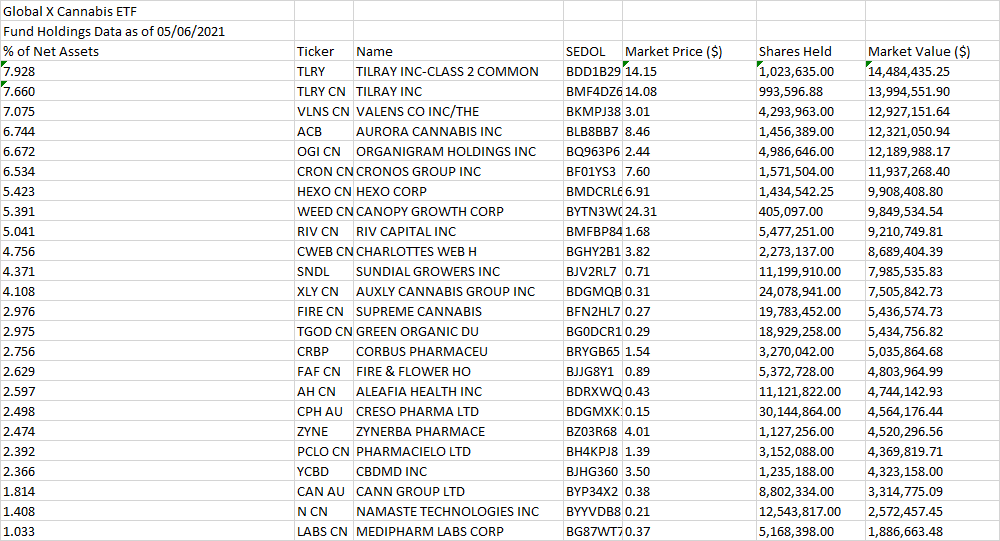 Global X Cannabis ETF
Fund Holdings Data as of 05/06/2021
% of Net Assets Ticker Name SEDOL Market Price ($) Shares Held Market Value ($)
7.928 TLRY TILRAY INC-CLASS 2 COMMON BDD1B29 14.15 1,023,635.00 14,484,435.25
7.660 TLRY CN TILRAY INC BMF4DZ6 14.08 993,596.88 13,994,551.90
7.075 VLNS CN VALENS CO INC/THE BKMPJ38 3.01 4,293,963.00 12,927,151.64
6.744 ACB AURORA CANNABIS INC BLB8BB7 8.46 1,456,389.00 12,321,050.94
6.672 OGI CN ORGANIGRAM HOLDINGS INC BQ963P6 2.44 4,986,646.00 12,189,988.17
6.534 CRON CN CRONOS GROUP INC BF01YS3 7.60 1,571,504.00 11,937,268.40
5.423 HEXO CN HEXO CORP BMDCRL6 6.91 1,434,542.25 9,908,408.80
5.391 WEED CN CANOPY GROWTH CORP BYTN3W 24.31 405,097.00 9,849,534.54
5.041 RIV CN RIV CAPITAL INC BMFBP84 1.68 5,477,251.00 9,210,749.81
4.756 CWEB CN CHARLOTTES WEB H BGHY2B1 3.82 2,273,137.00 8,689,404.39
4.371 SNDL SUNDIAL GROWERS INC BJV2RL7 0.71 11,199,910.00 7,985,535.83
4.108 XLY CN AUXLY CANNABIS GROUP INC BDGMQB 0.31 24,078,941.00 7,505,842.73
2.976 FIRE CN SUPREME CANNABIS BFN2HL7 0.27 19,783,452.00 5,436,574.73
2.975 TGOD CN GREEN ORGANIC DU BG0DCR1 0.29 18,929,258.00 5,434,756.82
2.756 CRBP CORBUS PHARMACEU BRYGB65 1.54 3,270,042.00 5,035,864.68
2.629 FAF CN FIRE & FLOWER HO BJJG8Y1 0.89 5,372,728.00 4,803,964.99
2.597 AH CN ALEAFIA HEALTH INC BDRXWQ 0.43 11,121,822.00 4,744,142.93
2.498 CPH AU CRESO PHARMA LTD BDGMXK 0.15 30,144,864.00 4,564,176.44
2.474 ZYNE ZYNERBA PHARMACE BZ03R68 4.01 1,127,256.00 4,520,296.56
2.392 PCLO CN PHARMACIELO LTD BH4KPJ8 1.39 3,152,088.00 4,369,819.71
2.366 YCBD CBDMD INC BJHG360 3.50 1,235,188.00 4,323,158.00
1.814 CAN AU CANN GROUP LTD BYP34X2 0.38 8,802,334.00 3,314,775.09
1.408 N CN NAMASTE TECHNOLOGIES INC BYYVDB8 0.21 12,543,817.00 2,572,457.45
1.033 LABS CN MEDIPHARM LABS CORP BG87WT7 0.37 5,168,398.00 1,886,663.48